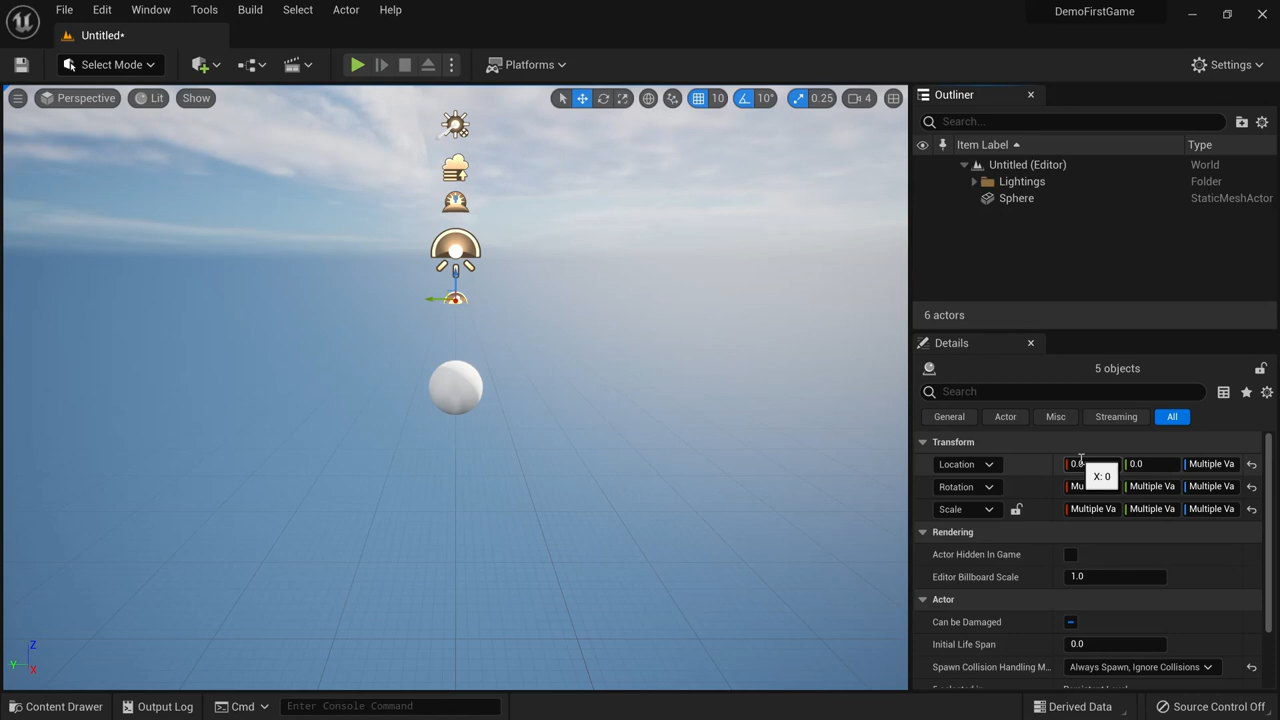 File Edit Window Tools Build Select Actor Help DemoFirstGame
Untitled*
Select Mode Platforms Settings
Perspective Lit Show 10 10° 0.25 4
Outliner
Search...
Item Label Type
Untitled (Editor) World
Lightings Folder
Sphere StaticMeshActor
6 actors
Details
5 objects
Search
General Actor Misc Streaming All
Transform
Location 0.0 0.0 Multiple Va
X: 0
Rotation Mu Multiple Va Multiple Va
Scale Multiple Va Multiple Va Multiple Va
Rendering
Actor Hidden In Game
Editor Billboard Scale 1.0
Actor
Can be Damaged
Initial Life Span 0.0
Spawn Collision Handling M... Always Spawn, Ignore Collisions
Z
Y
X
Content Drawer Output Log Cmd Enter Console Command Derived Data Source Control Off